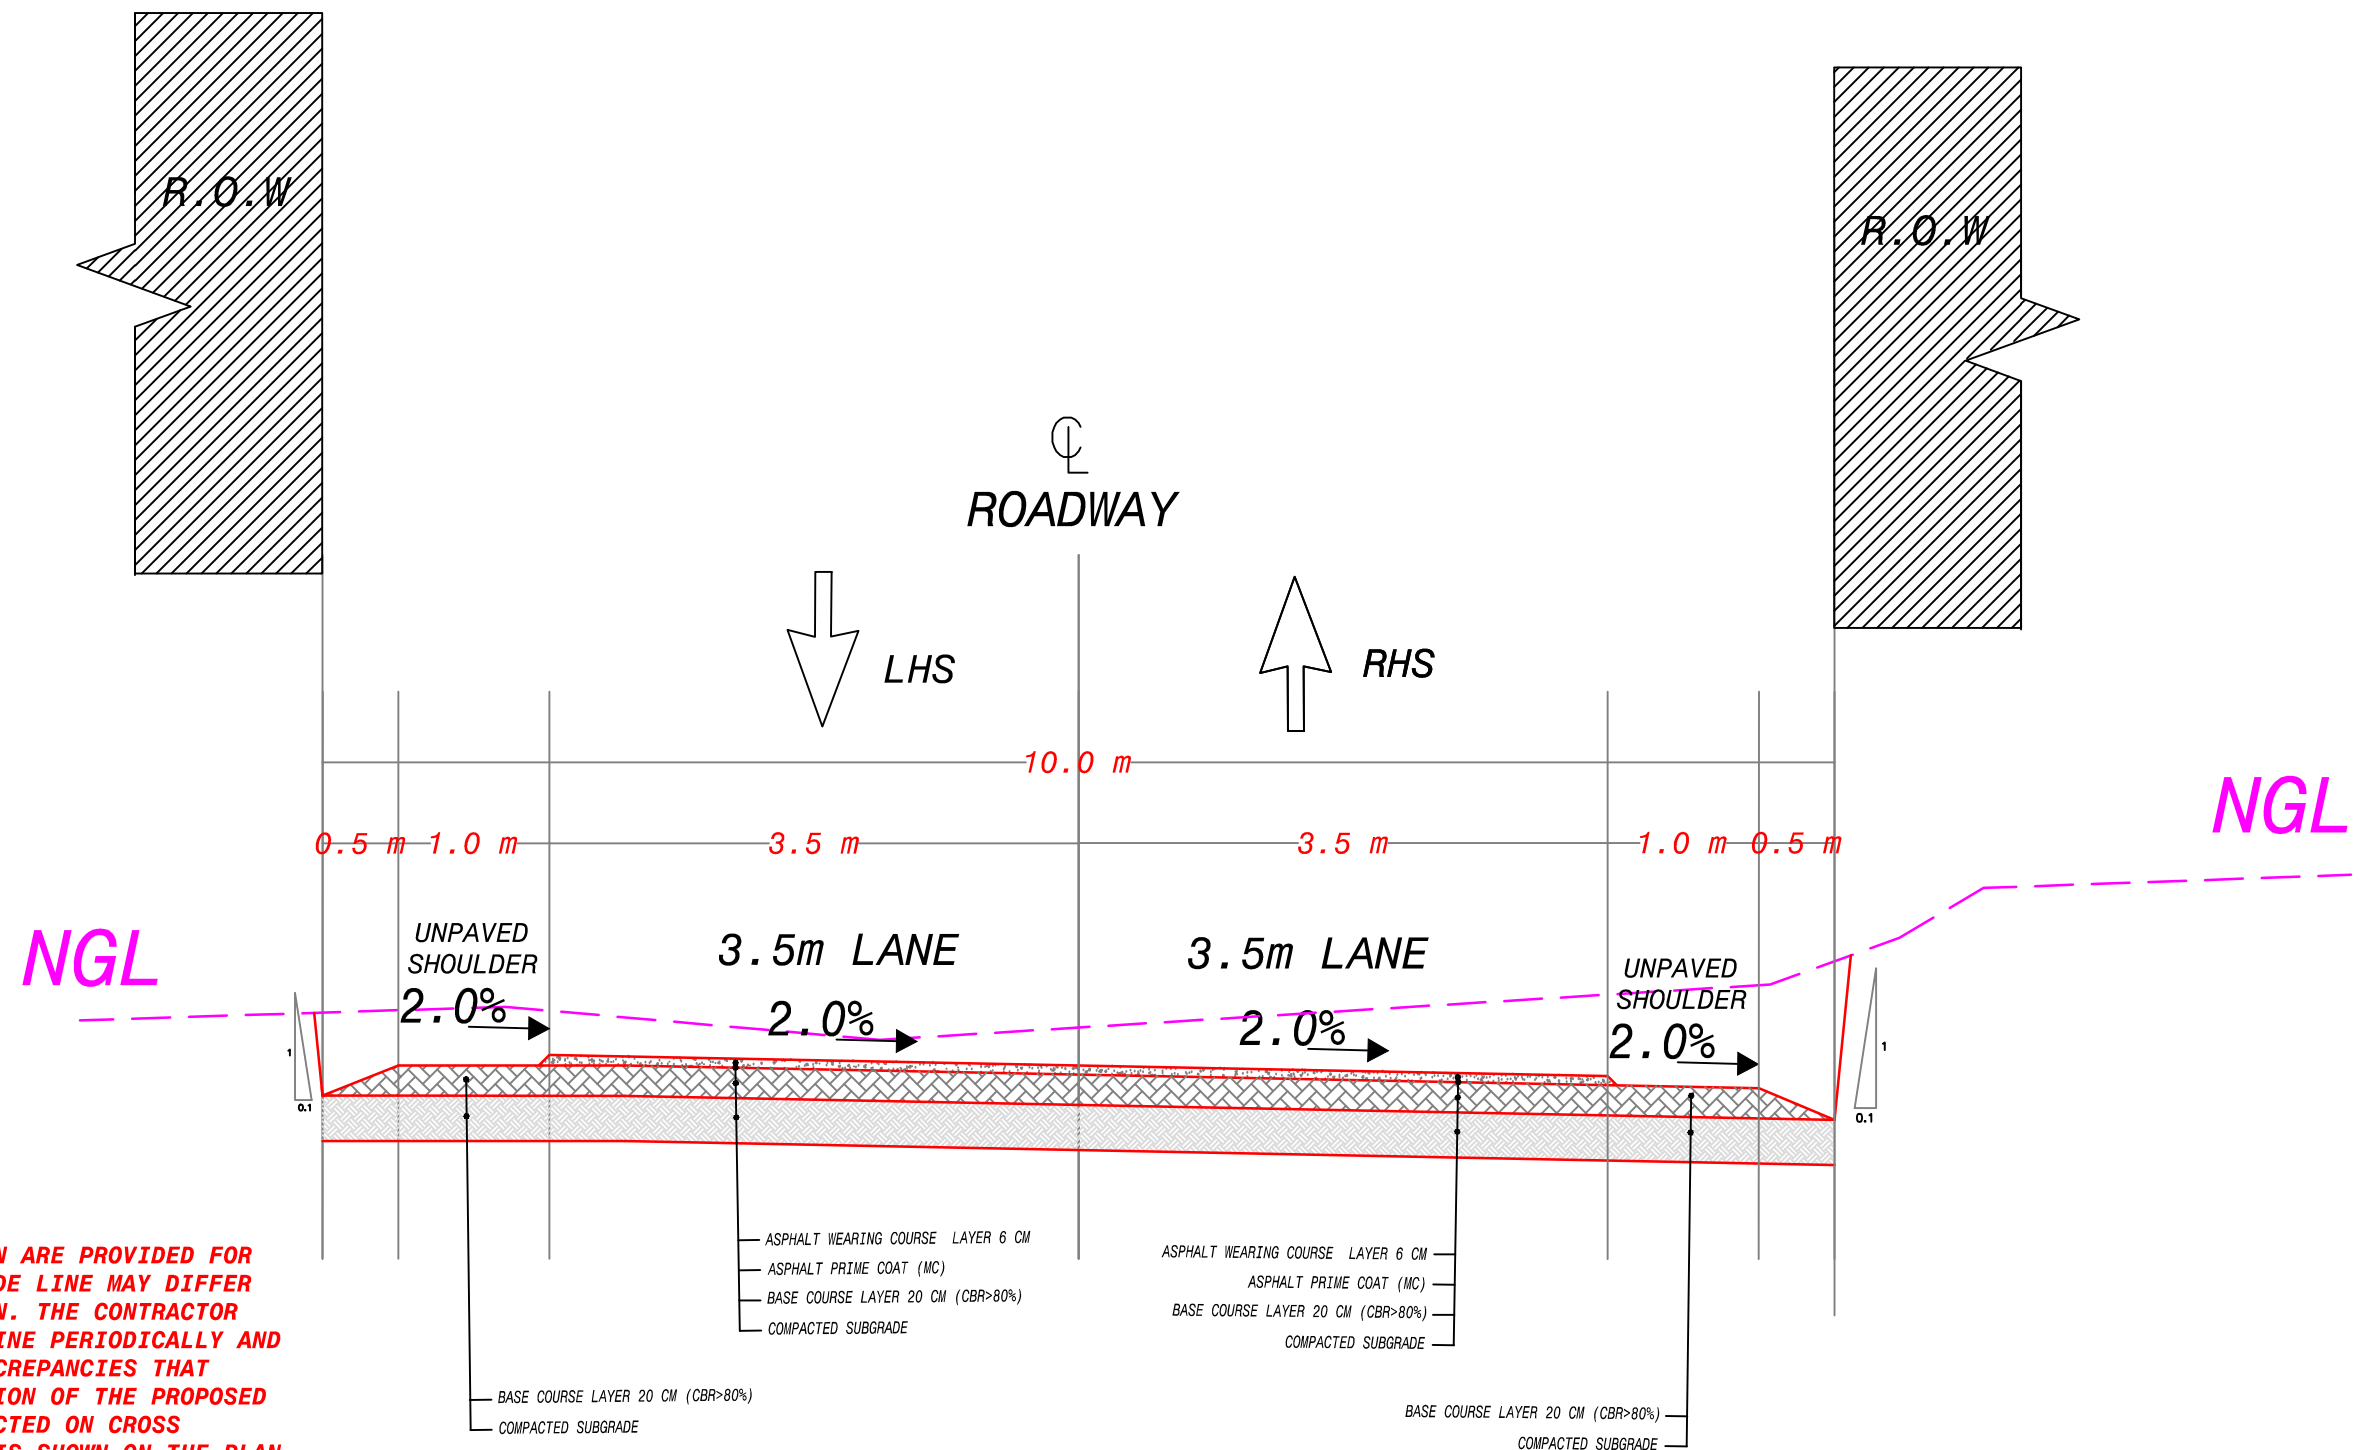 R.O.W
R.O.W
℄
ROADWAY
LHS
RHS
10.0 m
0.5 m
1.0 m
3.5 m
3.5 m
1.0 m
0.5 m
NGL
NGL
UNPAVED
SHOULDER
2.0%
3.5m LANE
2.0%
3.5m LANE
2.0%
UNPAVED
SHOULDER
2.0%
1
0.1
1
0.1
ASPHALT WEARING COURSE LAYER 6 CM
ASPHALT PRIME COAT (MC)
BASE COURSE LAYER 20 CM (CBR>80%)
COMPACTED SUBGRADE
ASPHALT WEARING COURSE LAYER 6 CM
ASPHALT PRIME COAT (MC)
BASE COURSE LAYER 20 CM (CBR>80%)
COMPACTED SUBGRADE
BASE COURSE LAYER 20 CM (CBR>80%)
COMPACTED SUBGRADE
BASE COURSE LAYER 20 CM (CBR>80%)
COMPACTED SUBGRADE
ARE PROVIDED FOR
LINE MAY DIFFER
THE CONTRACTOR
PERIODICALLY AND
THAT
OF THE PROPOSED
ON CROSS
IS SHOWN ON THE PLAN